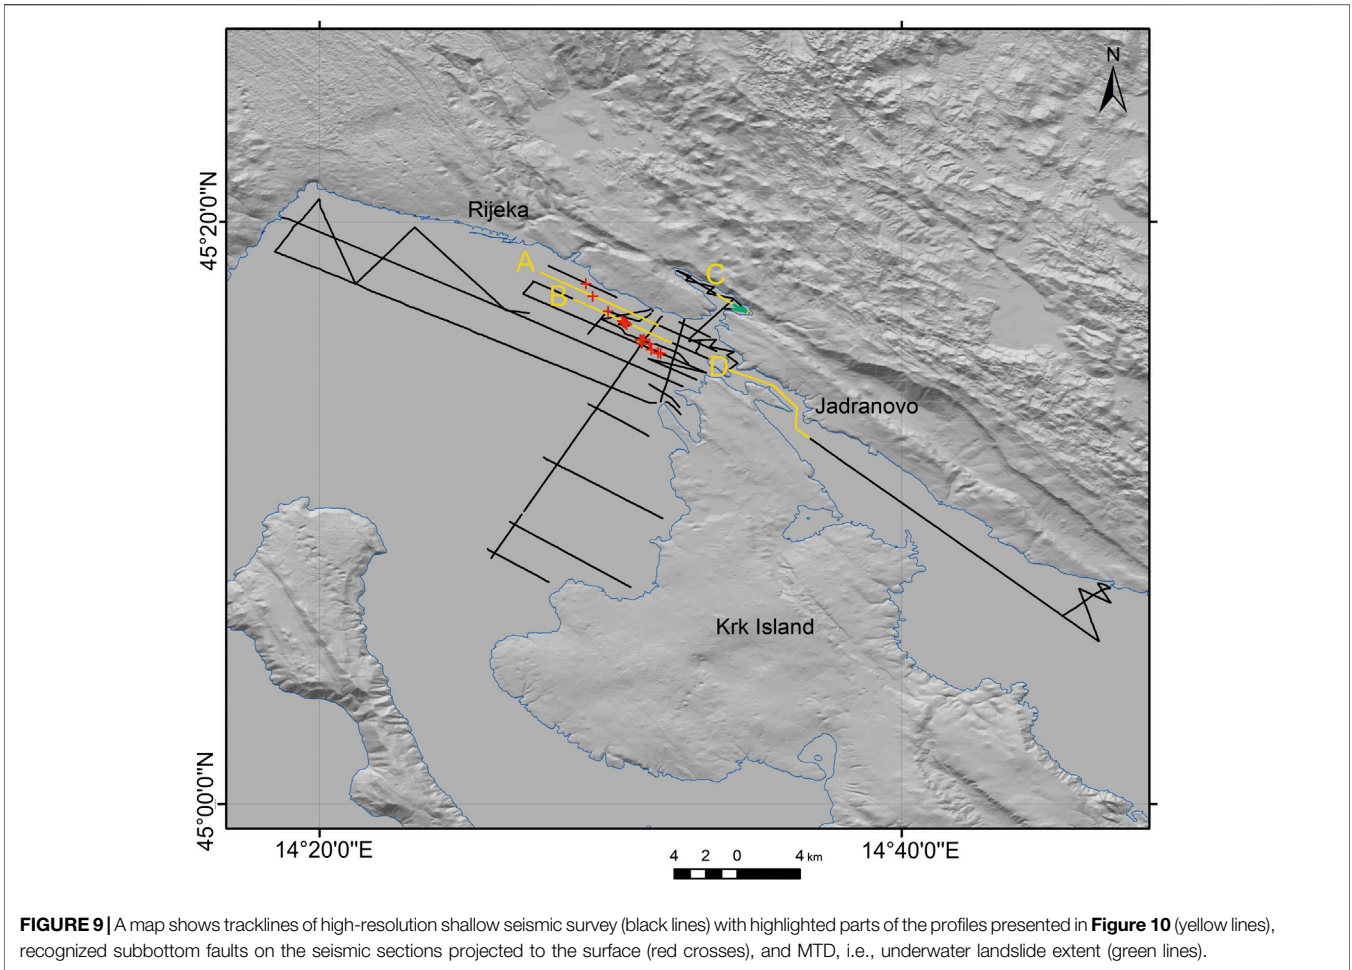 N
45°20'0"N
Rijeka
A
C
B
D
Jadranovo
Krk Island
45°00'0"N
14°20'0"E
14°40'0"E
4 2 0 4 km
FIGURE 9 | A map shows tracklines of high-resolution shallow seismic survey (black lines) with highlighted parts of the profiles presented in Figure 10 (yellow lines),
recognized subbottom faults on the seismic sections projected to the surface (red crosses), and MTD, i.e., underwater landslide extent (green lines).